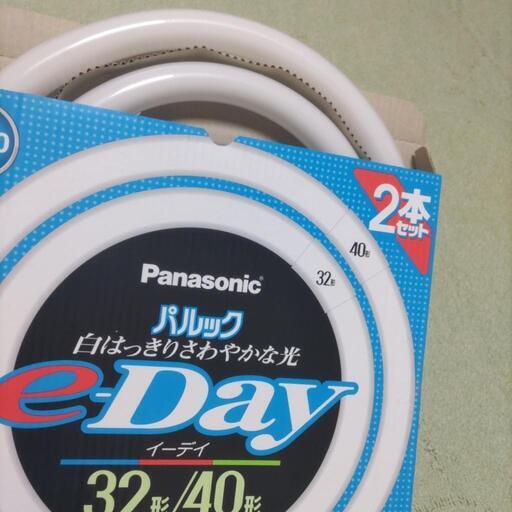 0
2本
セット
40形
32形
Panasonic
パルック
白はっきりさわやかな光
e-Day
イーデイ
32形/40形